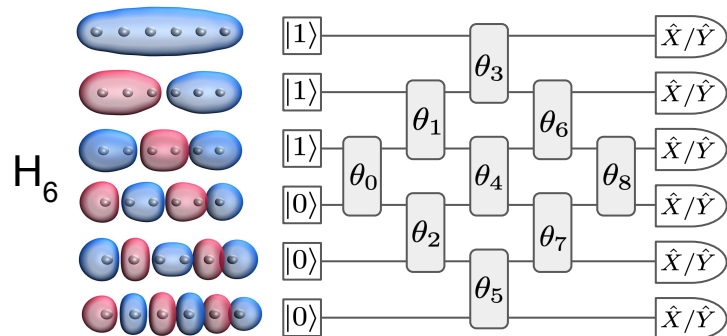 |1⟩ θ₃ X̂/Ŷ
|1⟩ θ₁ θ₆ X̂/Ŷ
|1⟩ θ₀ θ₄ θ₈ X̂/Ŷ
H₆
|0⟩ θ₂ θ₇ X̂/Ŷ
|0⟩ θ₅ X̂/Ŷ
|0⟩ X̂/Ŷ